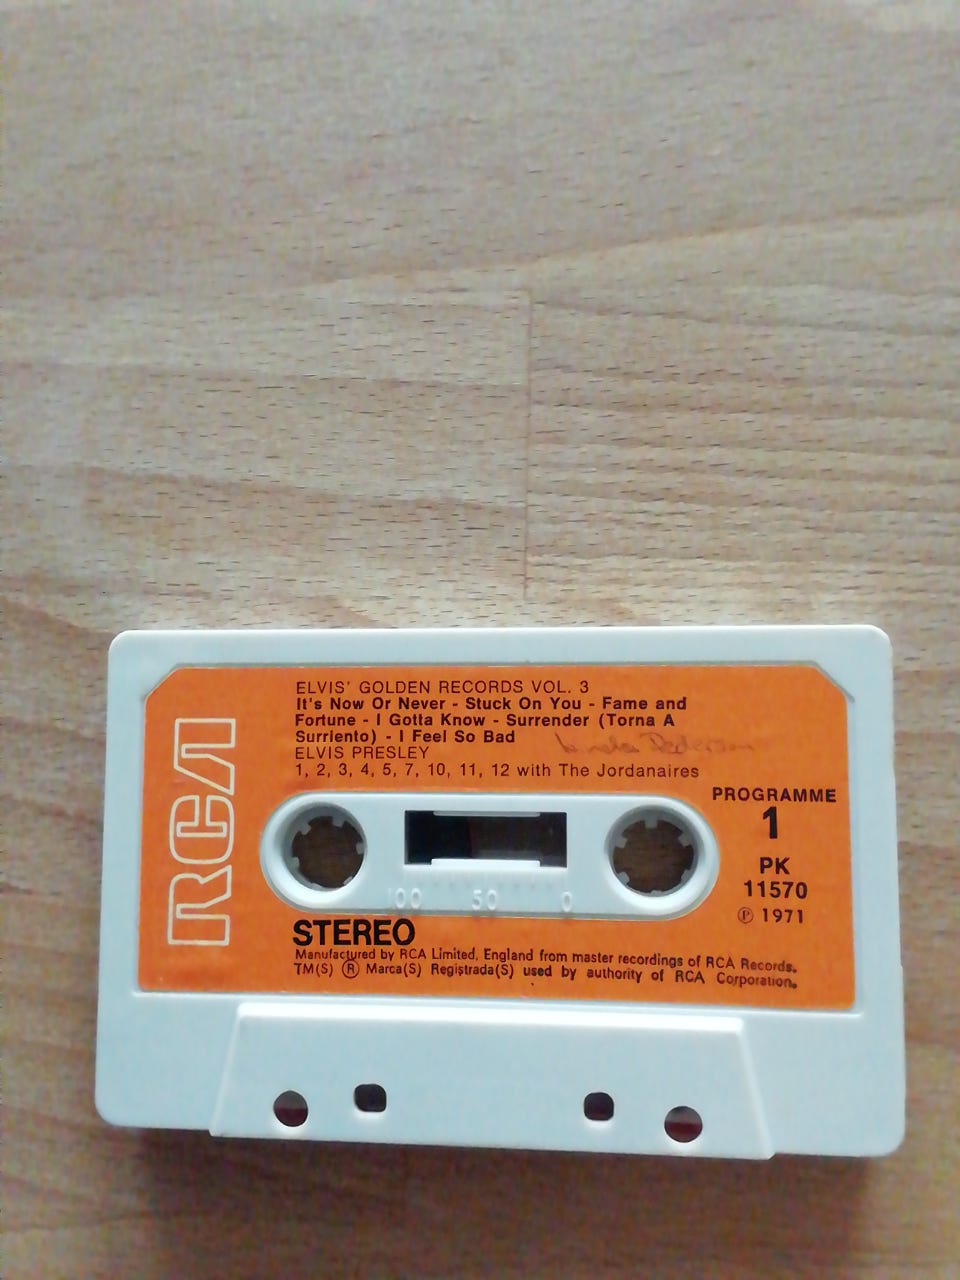 RCA
ELVIS' GOLDEN RECORDS VOL. 3
It's Now Or Never - Stuck On You - Fame and
Fortune - I Gotta Know - Surrender (Torna A
Surriento) - I Feel So Bad
ELVIS PRESLEY
1, 2, 3, 4, 5, 7, 10, 11, 12 with The Jordanaires
PROGRAMME
1
PK
11570
℗ 1971
100 50 0
STEREO
Manufactured by RCA Limited, England from master recordings of RCA Records.
TM(S) ® Marca(S) Registrada(S) used by authority of RCA Corporation.